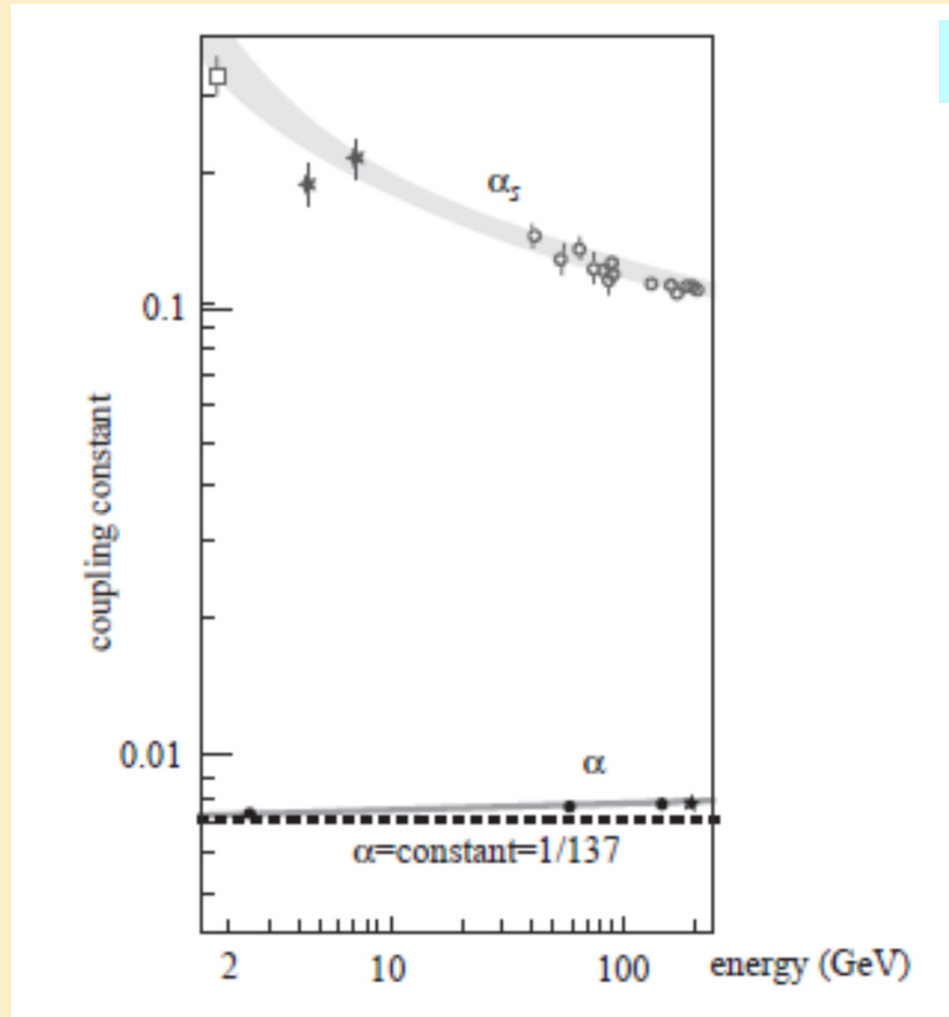 αs
0.1
coupling constant
0.01
α
α=constant=1/137
2 10 100 energy (GeV)